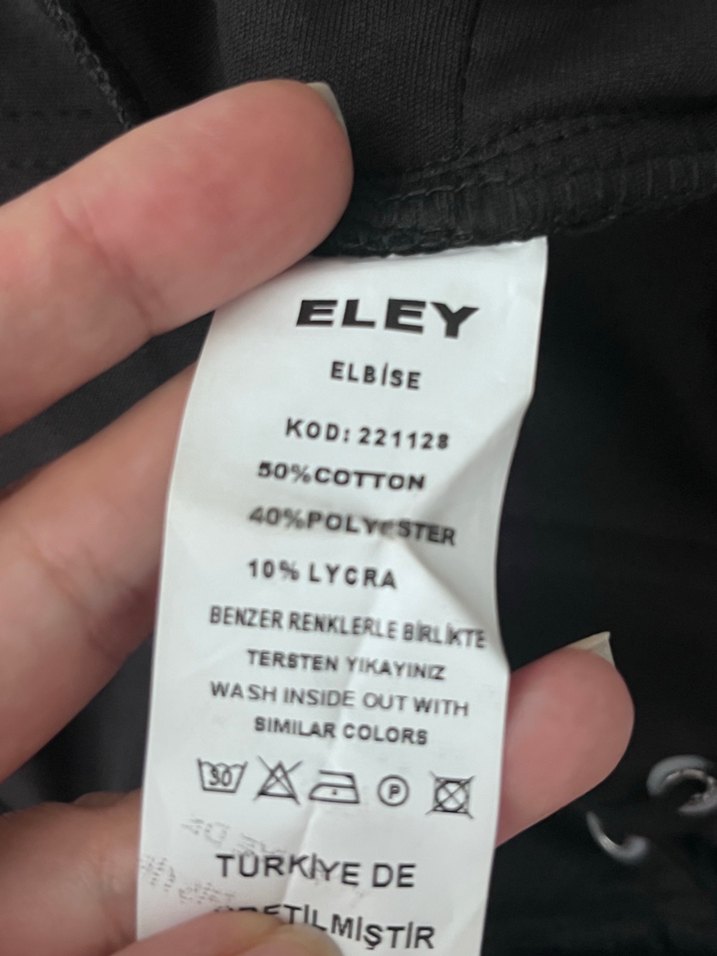 ELEY
ELBİSE
KOD: 221128
50%COTTON
40%POLYESTER
10% LYCRA
BENZER RENKLERLE BİRLİKTE
TERSTEN YIKAYINIZ
WASH INSIDE OUT WITH
SIMILAR COLORS
30 P
TÜRKİYE DE